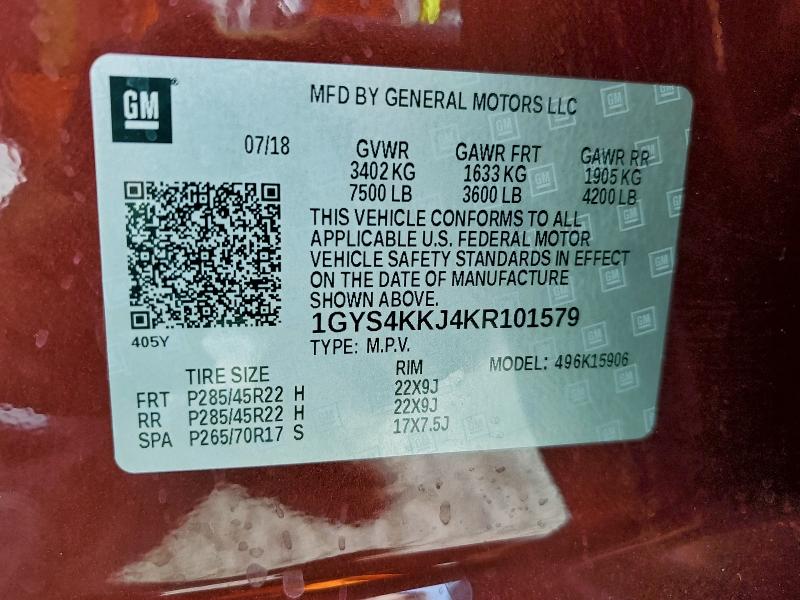 GM
MFD BY GENERAL MOTORS LLC
07/18 GVWR GAWR FRT GAWR RR
3402 KG 1633 KG 1905 KG
7500 LB 3600 LB 4200 LB
THIS VEHICLE CONFORMS TO ALL
APPLICABLE U.S. FEDERAL MOTOR
VEHICLE SAFETY STANDARDS IN EFFECT
ON THE DATE OF MANUFACTURE
SHOWN ABOVE.
1GYS4KKJ4KR101579
405Y
TYPE: M.P.V. MODEL: 496K15906
TIRE SIZE RIM
FRT P285/45R22 H 22X9J
RR P285/45R22 H 22X9J
SPA P265/70R17 S 17X7.5J